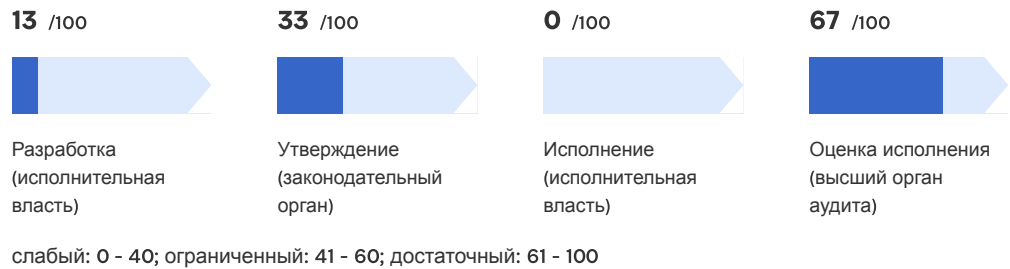 13 /100 33 /100 0 /100 67 /100
Разработка
(исполнительная
власть)
Утверждение
(законодательный
орган)
Исполнение
(исполнительная
власть)
Оценка исполнения
(высший орган
аудита)
слабый: 0 - 40; ограниченный: 41 - 60; достаточный: 61 - 100